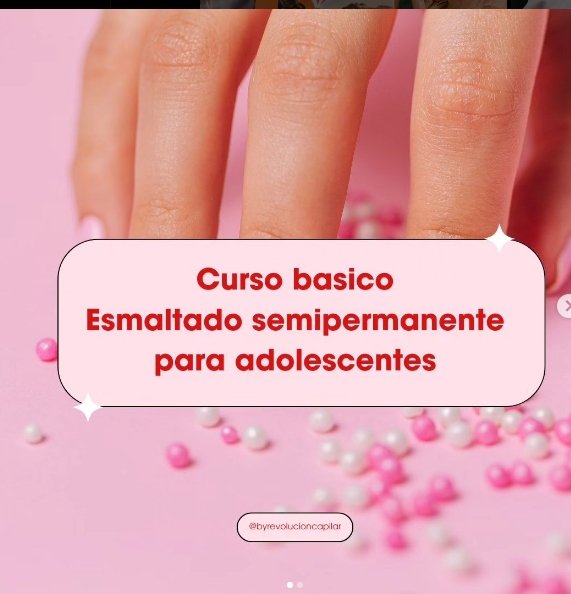 Curso basico
Esmaltado semipermanente
para adolescentes
@byrevolucioncapilar